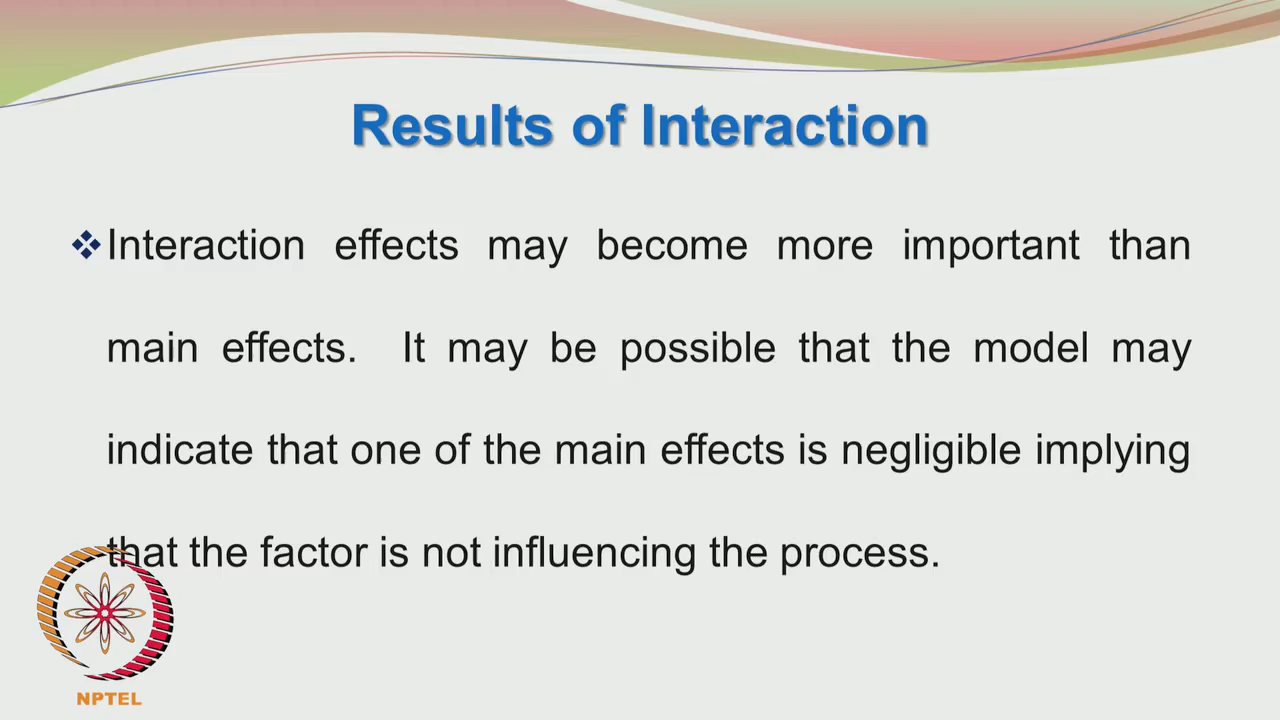 Results of Interaction
❖Interaction effects may become more important than
main effects. It may be possible that the model may
indicate that one of the main effects is negligible implying
that the factor is not influencing the process.
NPTEL